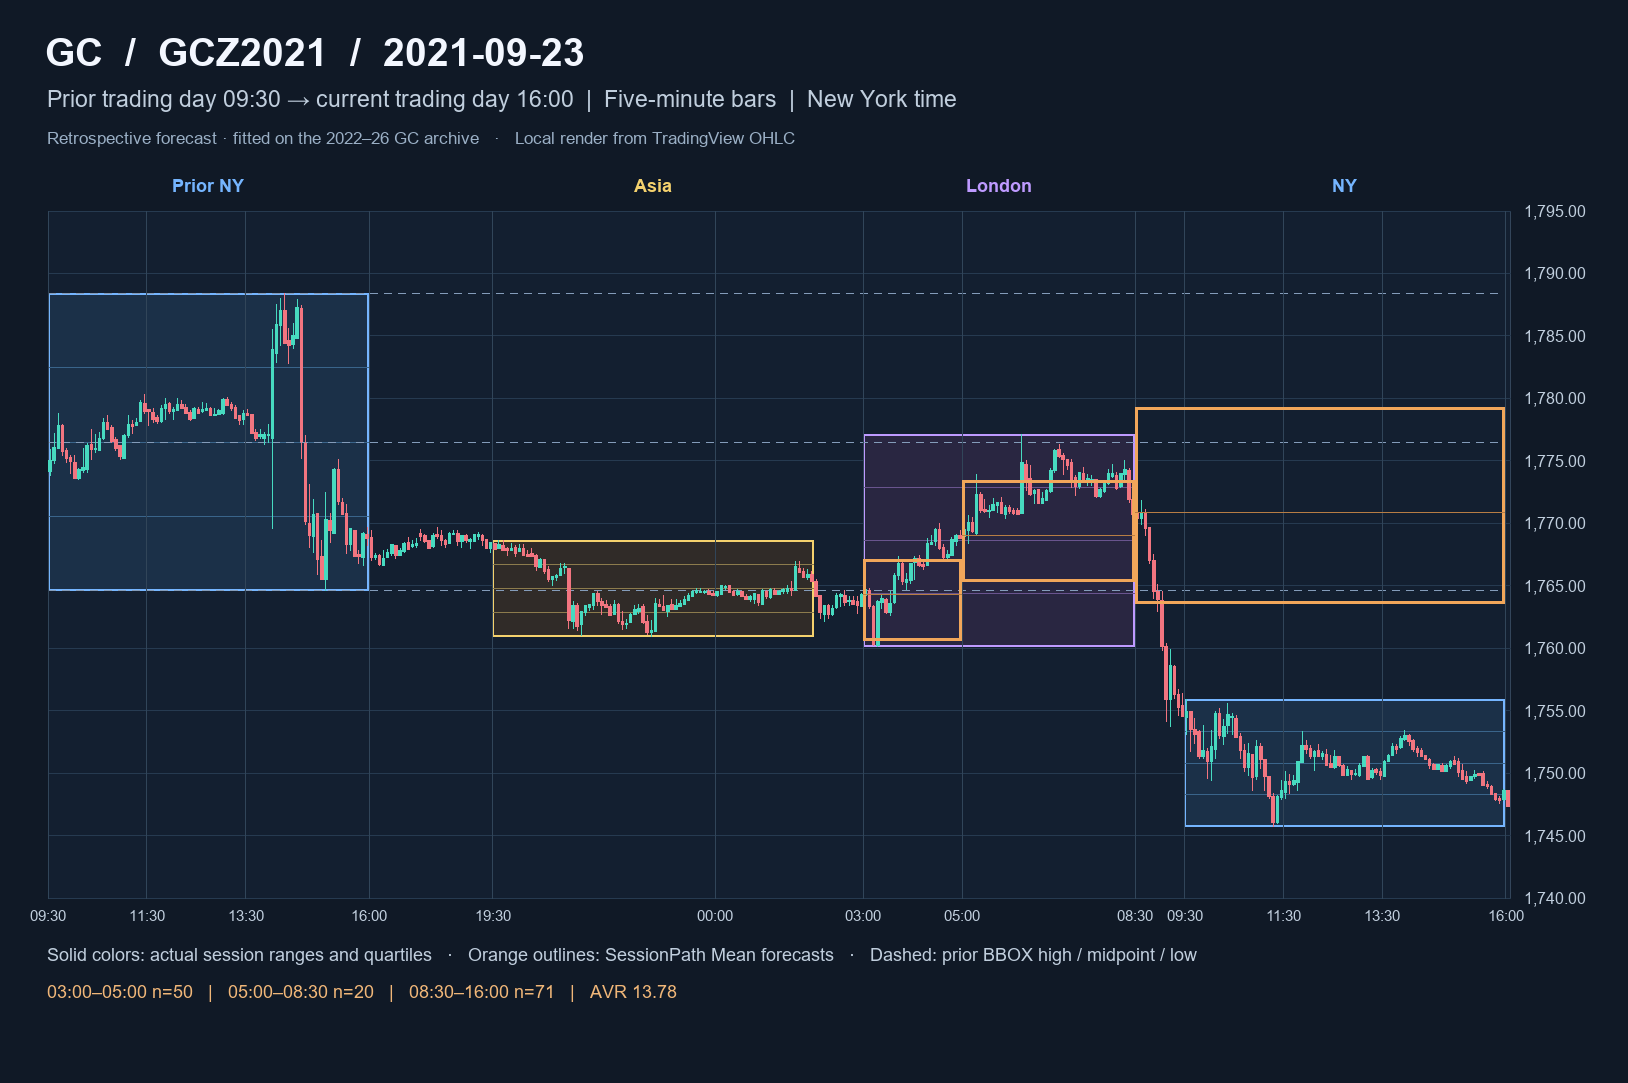 GC / GCZ2021 / 2021-09-23
Prior trading day 09:30 → current trading day 16:00 | Five-minute bars | New York time
Retrospective forecast · fitted on the 2022–26 GC archive · Local render from TradingView OHLC
Prior NY
Asia
London
NY
1,795.00
1,790.00
1,785.00
1,780.00
1,775.00
1,770.00
1,765.00
1,760.00
1,755.00
1,750.00
1,745.00
1,740.00
09:30
11:30
13:30
16:00
19:30
00:00
03:00
05:00
08:30
09:30
11:30
13:30
16:00
Solid colors: actual session ranges and quartiles · Orange outlines: SessionPath Mean forecasts · Dashed: prior BBOX high / midpoint / low
03:00–05:00 n=50 | 05:00–08:30 n=20 | 08:30–16:00 n=71 | AVR 13.78